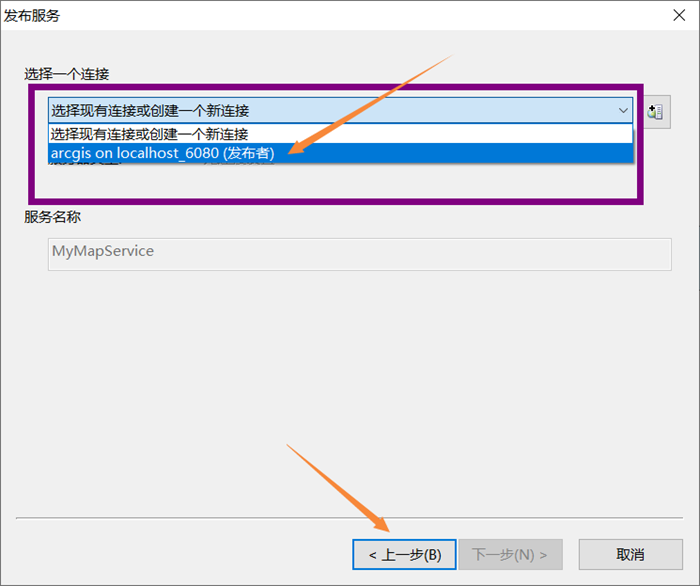 发布服务
选择一个连接
选择现有连接或创建一个新连接
选择现有连接或创建一个新连接
arcgis on localhost_6080 (发布者)
服务名称
MyMapService
< 上一步(B)
下一步(N) >
取消